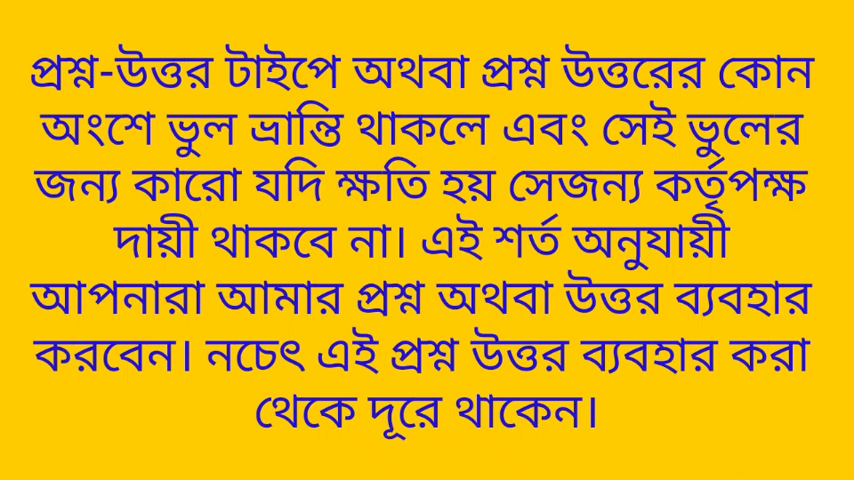 প্রশ্ন-উত্তর টাইপে অথবা প্রশ্ন উত্তরের কোন
অংশে ভুল ভ্রান্তি থাকলে এবং সেই ভুলের
জন্য কারো যদি ক্ষতি হয় সেজন্য কর্তৃপক্ষ
দায়ী থাকবে না। এই শর্ত অনুযায়ী
আপনারা আমার প্রশ্ন অথবা উত্তর ব্যবহার
করবেন। নচেৎ এই প্রশ্ন উত্তর ব্যবহার করা
থেকে দূরে থাকেন।